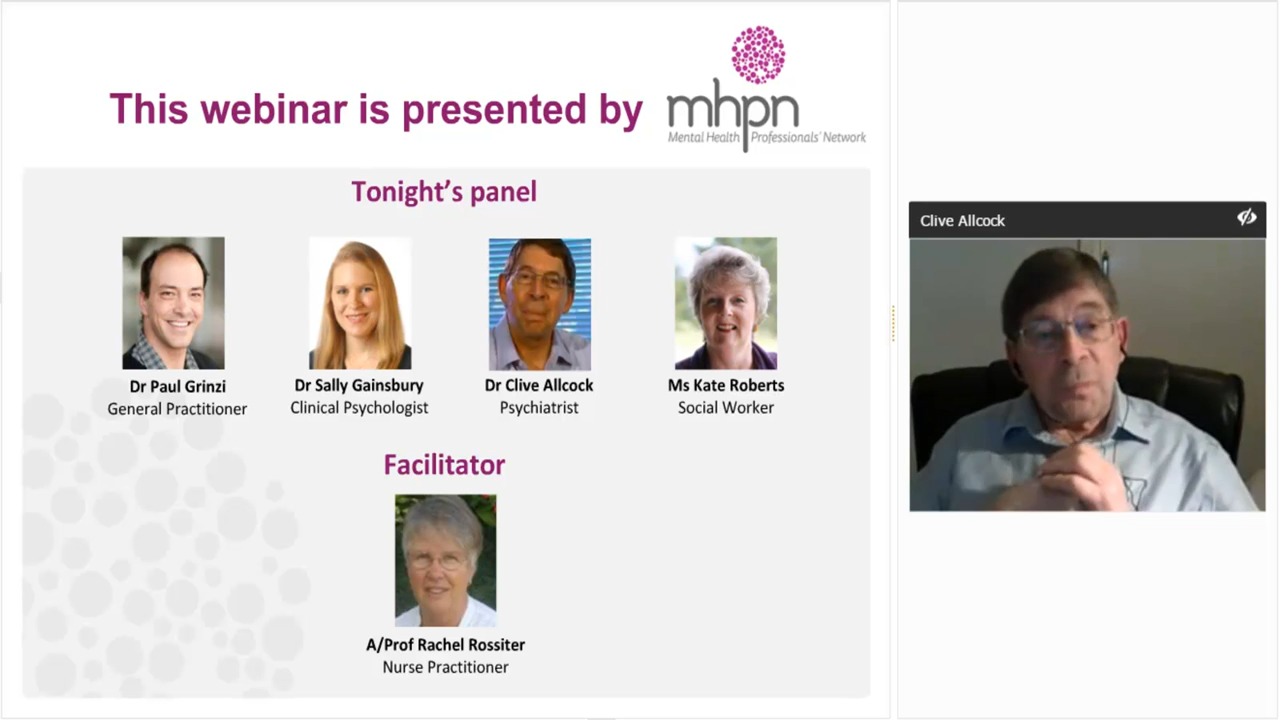 This webinar is presented by
mhpn
Mental Health Professionals' Network
Tonight's panel
Dr Paul Grinzi
General Practitioner
Dr Sally Gainsbury
Clinical Psychologist
Dr Clive Allcock
Psychiatrist
Ms Kate Roberts
Social Worker
Facilitator
A/Prof Rachel Rossiter
Nurse Practitioner
Clive Allcock